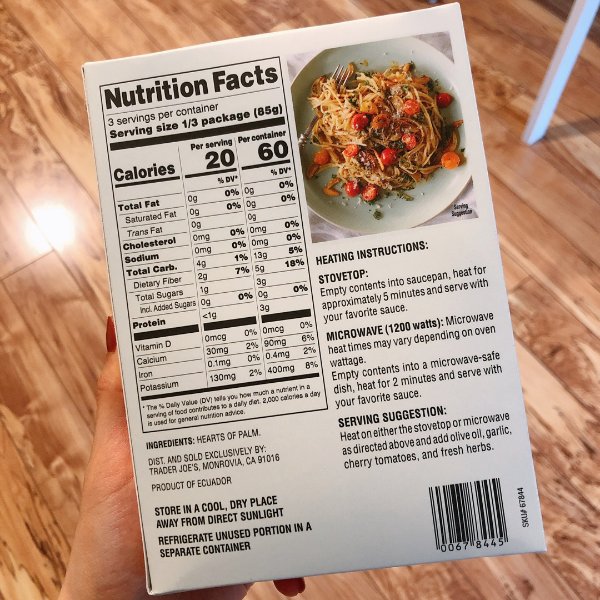 Nutrition Facts
3 servings per container
Serving size 1/3 package (85g)
Per serving Per container
Calories 20 60
% DV* % DV*
Total Fat 0g 0% 0g 0%
Saturated Fat 0g 0% 0g 0%
Trans Fat 0g 0g
Cholesterol 0mg 0% 0mg 0%
Sodium 0mg 0% 0mg 0%
Total Carb. 4g 1% 13g 5%
Dietary Fiber 2g 7% 5g 18%
Total Sugars 1g 3g
Incl. Added Sugars 0g 0% 0g 0%
Protein <1g 3g
Vitamin D 0mcg 0% 0mcg 0%
Calcium 30mg 2% 90mg 6%
Iron 0.1mg 0% 0.4mg 2%
Potassium 130mg 2% 400mg 8%
* The % Daily Value (DV) tells you how much a nutrient in a
serving of food contributes to a daily diet. 2,000 calories a day
is used for general nutrition advice.
INGREDIENTS: HEARTS OF PALM.
DIST. AND SOLD EXCLUSIVELY BY:
TRADER JOE'S, MONROVIA, CA 91016
PRODUCT OF ECUADOR
STORE IN A COOL, DRY PLACE
AWAY FROM DIRECT SUNLIGHT
REFRIGERATE UNUSED PORTION IN A
SEPARATE CONTAINER
Serving
Suggestion
HEATING INSTRUCTIONS:
STOVETOP:
Empty contents into saucepan, heat for
approximately 5 minutes and serve with
your favorite sauce.
MICROWAVE (1200 watts): Microwave
heat times may vary depending on oven
wattage.
Empty contents into a microwave-safe
dish, heat for 2 minutes and serve with
your favorite sauce.
SERVING SUGGESTION:
Heat on either the stovetop or microwave
as directed above and add olive oil, garlic,
cherry tomatoes, and fresh herbs.
0067 8445
SKU# 67844